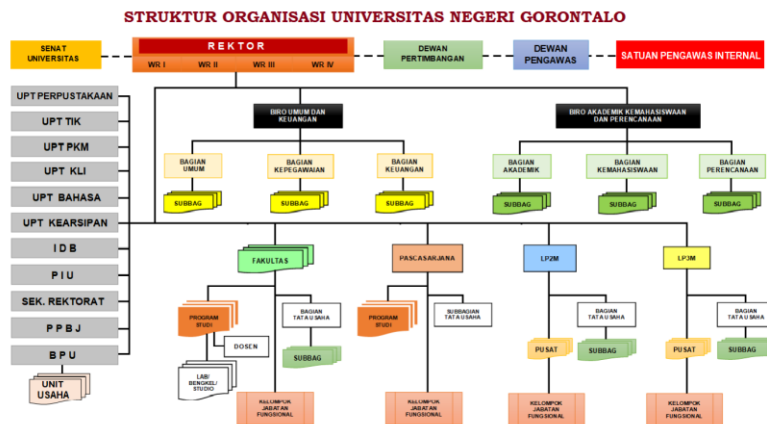 STRUKTUR ORGANISASI UNIVERSITAS NEGERI GORONTALO
SENAT
UNIVERSITAS
REKTOR
WR I WR II WR III WR IV
DEWAN
PERTIMBANGAN
DEWAN
PENGAWAS
SATUAN PENGAWAS INTERNAL
UPT PERPUSTAKAAN
UPT TIK
UPT PKM
UPT KLI
UPT BAHASA
UPT KEARSIPAN
I D B
P I U
SEK. REKTORAT
P P B J
B P U
UNIT
USAHA
BIRO UMUM DAN
KEUANGAN
BIRO AKADEMIK KEMAHASISWAAN
DAN PERENCANAAN
BAGIAN
UMUM
BAGIAN
KEPEGAWAIAN
BAGIAN
KEUANGAN
BAGIAN
AKADEMIK
BAGIAN
KEMAHASISWAAN
BAGIAN
PERENCANAAN
SUBBAG
SUBBAG
SUBBAG
SUBBAG
SUBBAG
SUBBAG
FAKULTAS
PASCASARJANA
LP2M
LP3M
PROGRAM
STUDI
BAGIAN
TATA USAHA
PROGRAM
STUDI
SUBBAGIAN
TATA USAHA
BAGIAN
TATA USAHA
BAGIAN
TATA USAHA
DOSEN
SUBBAG
PUSAT
SUBBAG
PUSAT
SUBBAG
LAB/
BENGKEL/
STUDIO
KELOMPOK
JABATAN
FUNGSIONAL
KELOMPOK
JABATAN
FUNGSIONAL
KELOMPOK
JABATAN
FUNGSIONAL
KELOMPOK
JABATAN
FUNGSIONAL